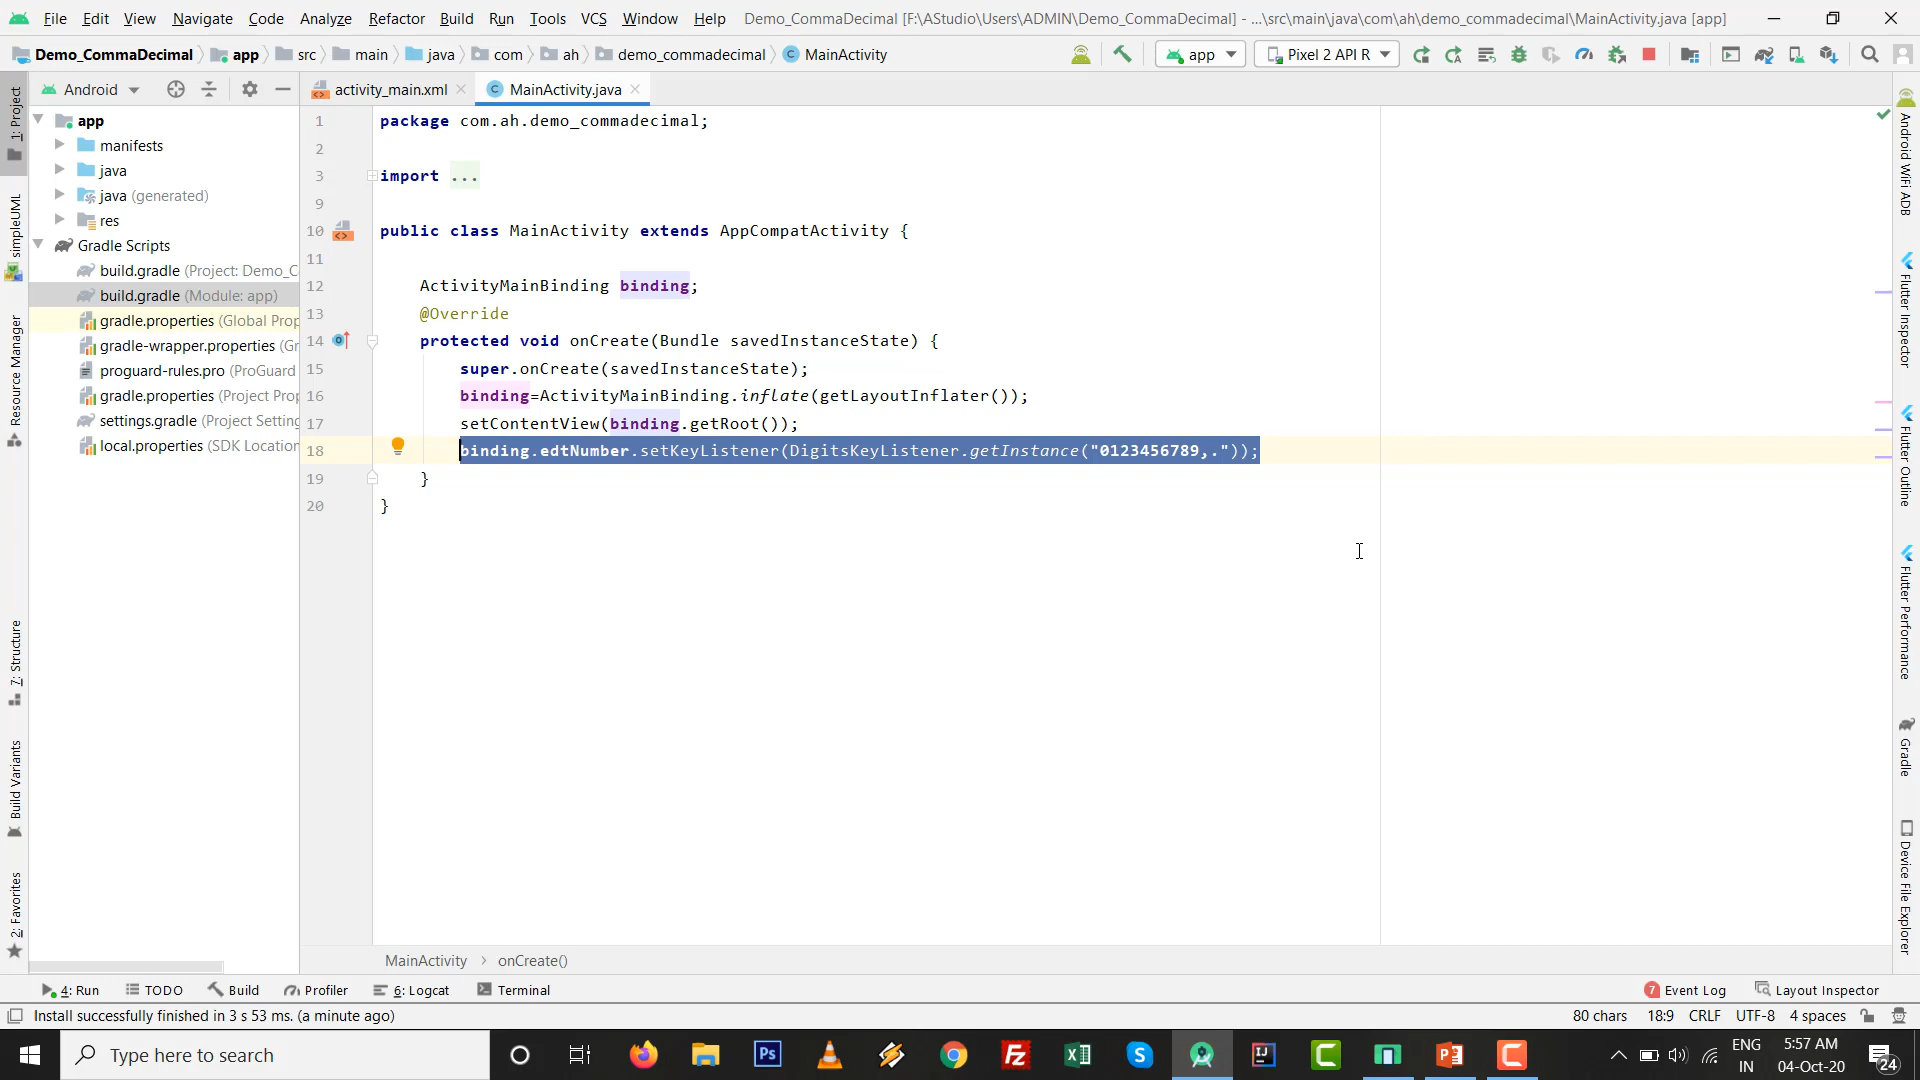 File Edit View Navigate Code Analyze Refactor Build Run Tools VCS Window Help Demo_CommaDecimal [F:\AStudio\Users\ADMIN\Demo_CommaDecimal] - ...\src\main\java\com\ah\demo_commadecimal\MainActivity.java [app]
Demo_CommaDecimal app src main java com ah demo_commadecimal MainActivity app Pixel 2 API R
Android activity_main.xml MainActivity.java
1: Project
simpleUML
Resource Manager
7: Structure
Build Variants
2: Favorites
app
manifests
java
java (generated)
res
Gradle Scripts
build.gradle (Project: Demo_C
build.gradle (Module: app)
gradle.properties (Global Prop
gradle-wrapper.properties (Gr
proguard-rules.pro (ProGuard
gradle.properties (Project Prop
settings.gradle (Project Setting
local.properties (SDK Location
1 package com.ah.demo_commadecimal;
2
3 import ...
9
10 public class MainActivity extends AppCompatActivity {
11
12 ActivityMainBinding binding;
13 @Override
14 protected void onCreate(Bundle savedInstanceState) {
15 super.onCreate(savedInstanceState);
16 binding=ActivityMainBinding.inflate(getLayoutInflater());
17 setContentView(binding.getRoot());
18 binding.edtNumber.setKeyListener(DigitsKeyListener.getInstance("0123456789,."));
19 }
20 }
Android WiFi ADB
Flutter Inspector
Flutter Outline
Flutter Performance
Gradle
Device File Explorer
MainActivity onCreate()
4: Run TODO Build Profiler 6: Logcat Terminal 7 Event Log Layout Inspector
Install successfully finished in 3 s 53 ms. (a minute ago) 80 chars 18:9 CRLF UTF-8 4 spaces
Type here to search
ENG
IN
5:57 AM
04-Oct-20
24